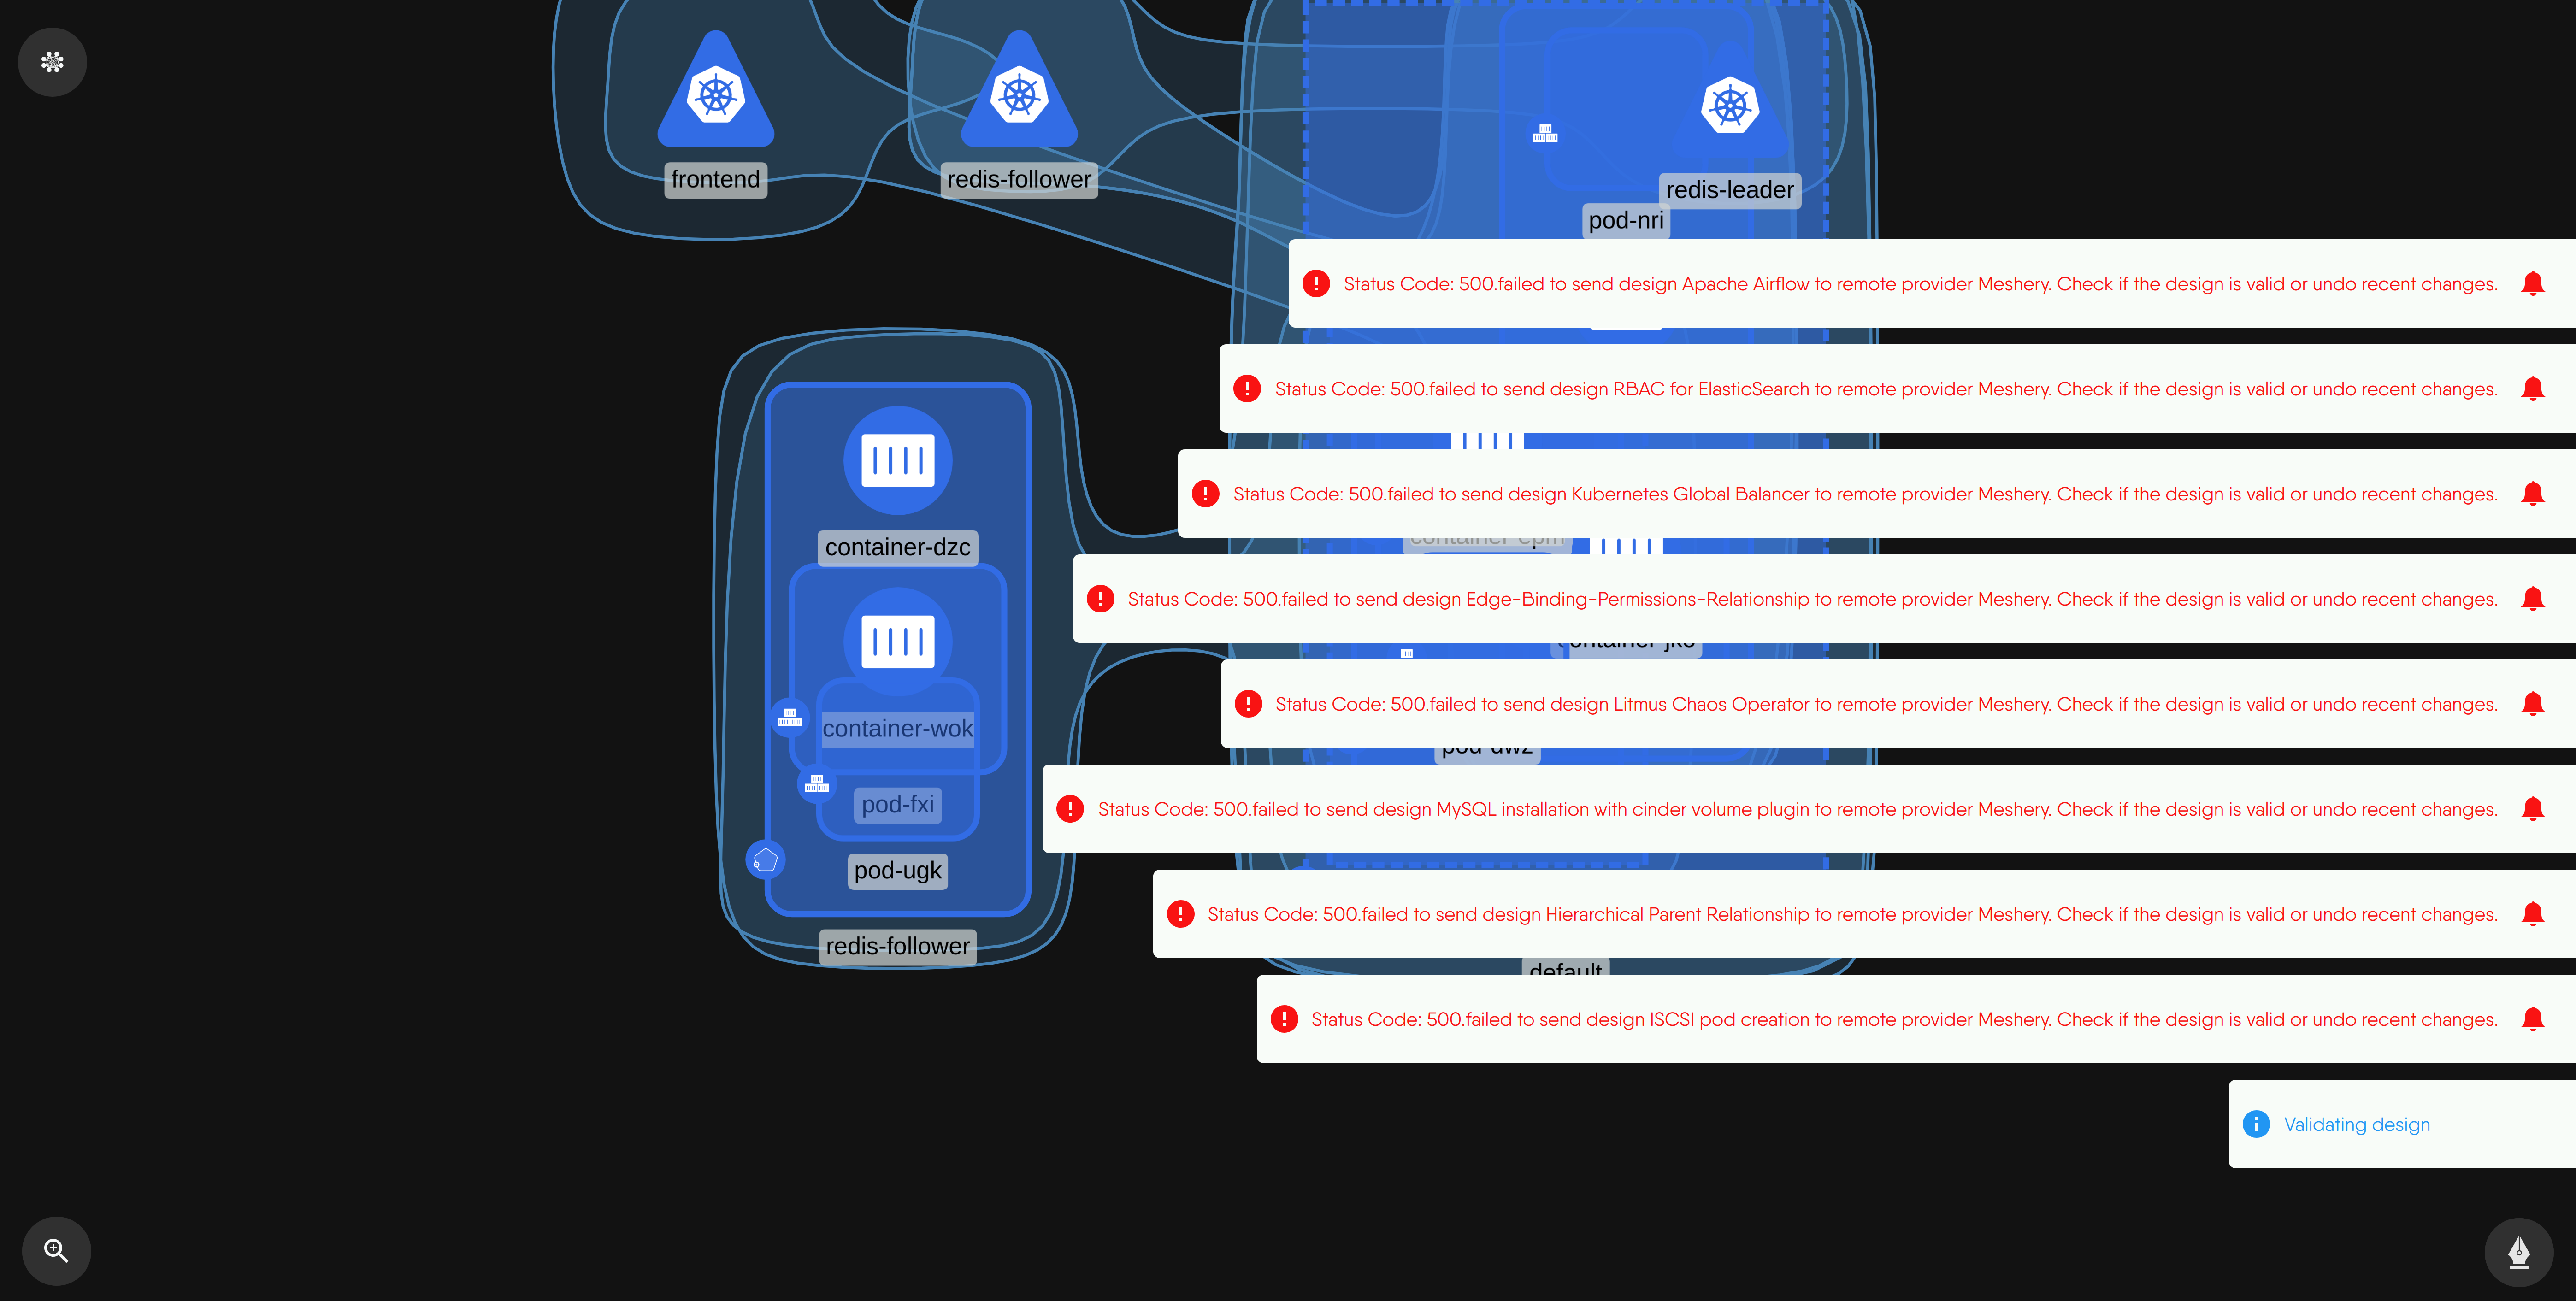 frontend
redis-follower
redis-leader
pod-nri
Status Code: 500.failed to send design Apache Airflow to remote provider Meshery. Check if the design is valid or undo recent changes.
Status Code: 500.failed to send design RBAC for ElasticSearch to remote provider Meshery. Check if the design is valid or undo recent changes.
Status Code: 500.failed to send design Kubernetes Global Balancer to remote provider Meshery. Check if the design is valid or undo recent changes.
container-dzc
container-epm
Status Code: 500.failed to send design Edge-Binding-Permissions-Relationship to remote provider Meshery. Check if the design is valid or undo recent changes.
Status Code: 500.failed to send design Litmus Chaos Operator to remote provider Meshery. Check if the design is valid or undo recent changes.
container-wok
pod-dwz
pod-fxi
Status Code: 500.failed to send design MySQL installation with cinder volume plugin to remote provider Meshery. Check if the design is valid or undo recent changes.
pod-ugk
Status Code: 500.failed to send design Hierarchical Parent Relationship to remote provider Meshery. Check if the design is valid or undo recent changes.
redis-follower
default
Status Code: 500.failed to send design ISCSI pod creation to remote provider Meshery. Check if the design is valid or undo recent changes.
Validating design